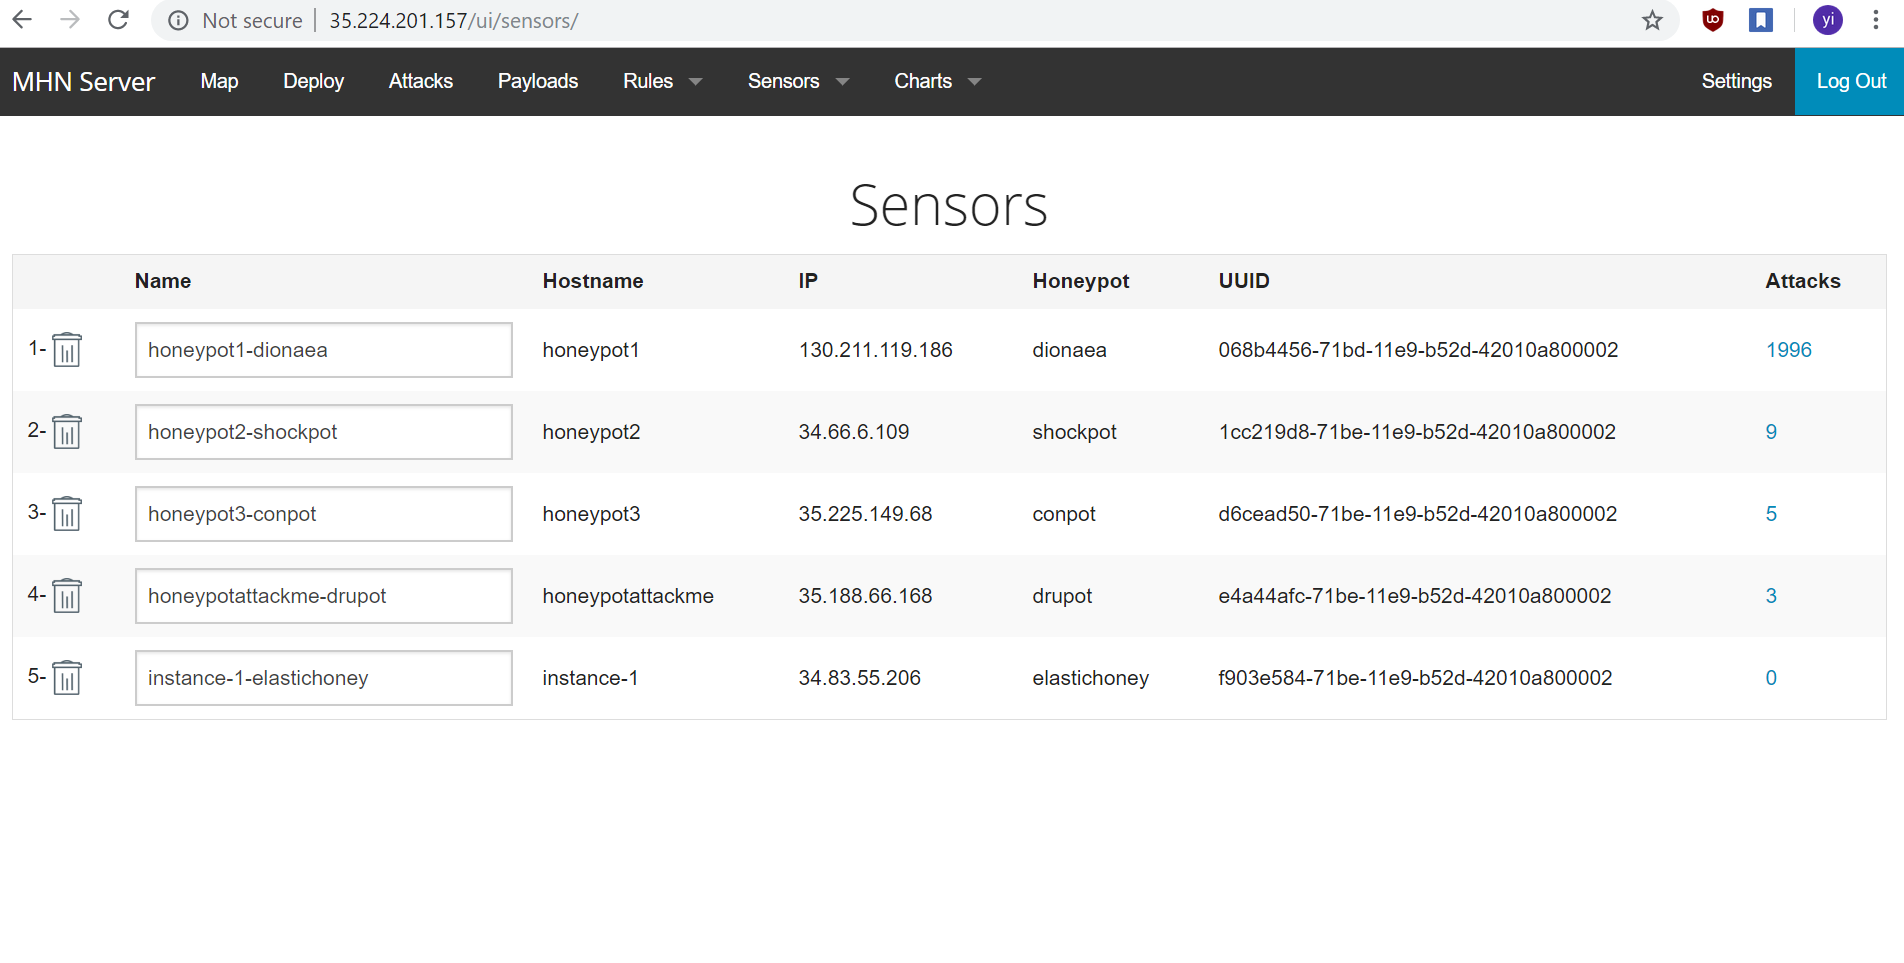 Not secure | 35.224.201.157/ui/sensors/ yi
MHN Server Map Deploy Attacks Payloads Rules Sensors Charts Settings Log Out
Sensors
Name Hostname IP Honeypot UUID Attacks
1- honeypot1-dionaea honeypot1 130.211.119.186 dionaea 068b4456-71bd-11e9-b52d-42010a800002 1996
2- honeypot2-shockpot honeypot2 34.66.6.109 shockpot 1cc219d8-71be-11e9-b52d-42010a800002 9
3- honeypot3-conpot honeypot3 35.225.149.68 conpot d6cead50-71be-11e9-b52d-42010a800002 5
4- honeypotattackme-drupot honeypotattackme 35.188.66.168 drupot e4a44afc-71be-11e9-b52d-42010a800002 3
5- instance-1-elastichoney instance-1 34.83.55.206 elastichoney f903e584-71be-11e9-b52d-42010a800002 0